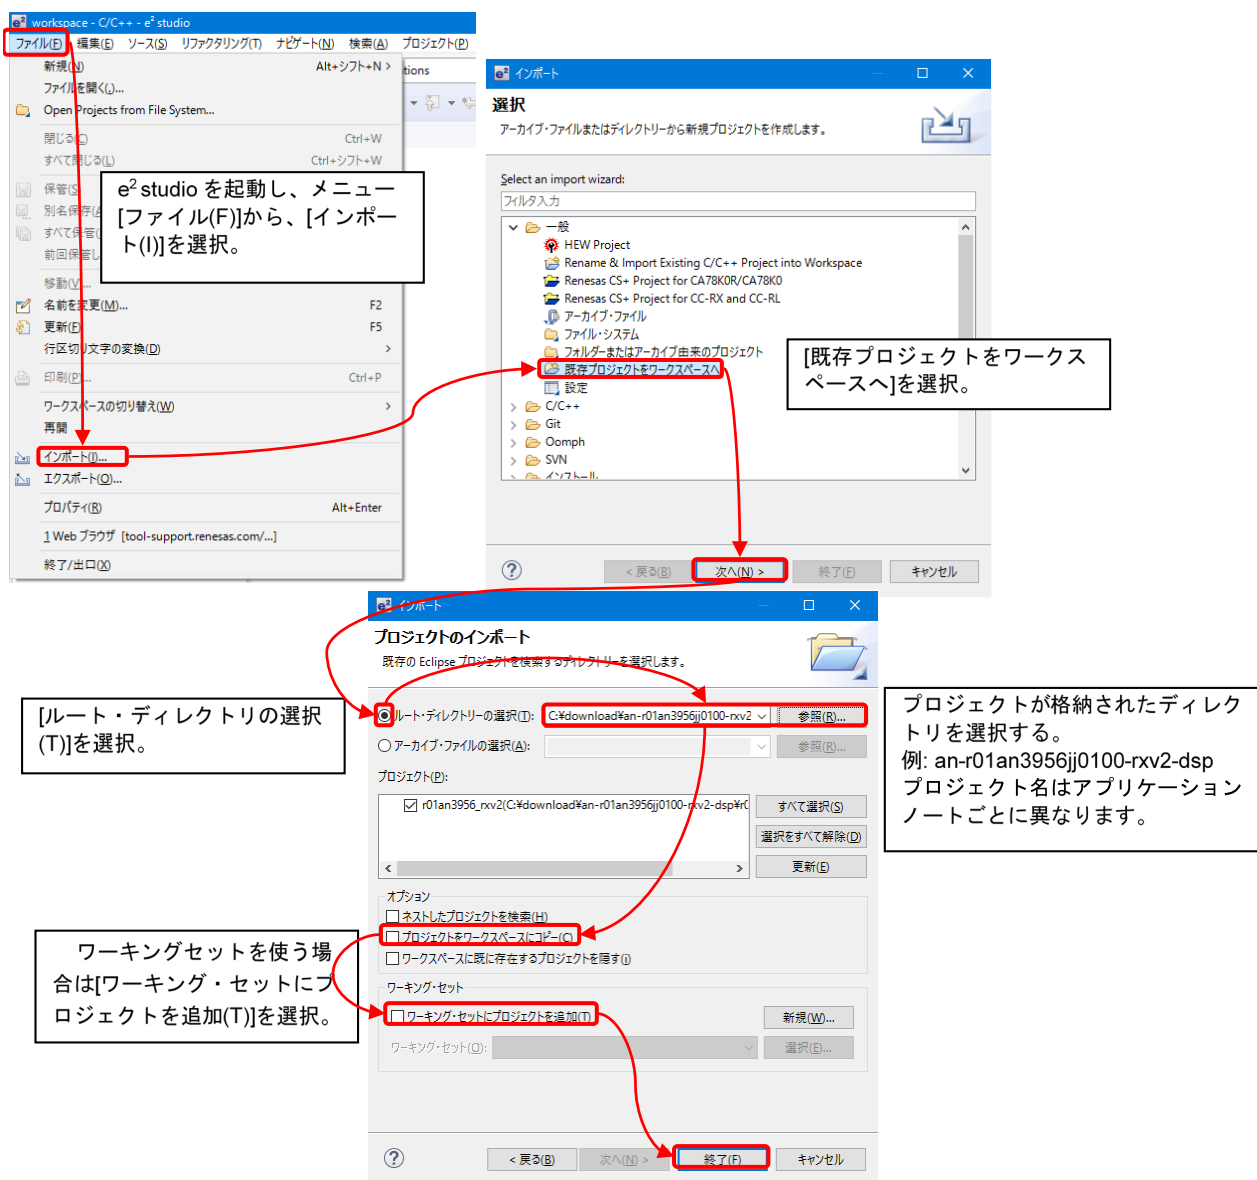 workspace - C/C++ - e² studio
ファイル(F) 編集(E) ソース(S) リファクタリング(T) ナビゲート(N) 検索(A) プロジェクト(P)
新規(N) Alt+シフト+N >
ファイルを開く(.)...
Open Projects from File System...
閉じる(C) Ctrl+W
すべて閉じる(L) Ctrl+シフト+W
保管(S)
別名保存(A
すべて保管(
前回保管し
移動(V)...
名前を変更(M)... F2
更新(F) F5
行区切り文字の変換(D) >
印刷(P)... Ctrl+P
ワークスペースの切り替え(W) >
再開
インポート(I)...
エクスポート(O)...
プロパティ(R) Alt+Enter
1 Web ブラウザ [tool-support.renesas.com/...]
終了/出口(X)
tions
e² studio を起動し、メニュー
[ファイル(F)]から、[インポー
ト(I)]を選択。
インポート
選択
アーカイブ・ファイルまたはディレクトリーから新規プロジェクトを作成します。
Select an import wizard:
フィルタ入力
一般
HEW Project
Rename & Import Existing C/C++ Project into Workspace
Renesas CS+ Project for CA78K0R/CA78K0
Renesas CS+ Project for CC-RX and CC-RL
アーカイブ・ファイル
ファイル・システム
フォルダーまたはアーカイブ由来のプロジェクト
既存プロジェクトをワークスペースへ
設定
C/C++
Git
Oomph
SVN
インストール
< 戻る(B) 次へ(N) > 終了(F) キャンセル
[既存プロジェクトをワークス
ペースへ]を選択。
インポート
プロジェクトのインポート
既存の Eclipse プロジェクトを検索するディレクトリーを選択します。
ルート・ディレクトリーの選択(T): C:¥download¥an-r01an3956jj0100-rxv2 参照(R)...
アーカイブ・ファイルの選択(A): 参照(R)...
プロジェクト(P):
r01an3956_rxv2(C:¥download¥an-r01an3956jj0100-rxv2-dsp¥r0 すべて選択(S)
選択をすべて解除(D)
更新(E)
オプション
ネストしたプロジェクトを検索(H)
プロジェクトをワークスペースにコピー(C)
ワークスペースに既に存在するプロジェクトを隠す(i)
ワーキング・セット
ワーキング・セットにプロジェクトを追加(T) 新規(W)...
ワーキング・セット(O): 選択(E)...
< 戻る(B) 次へ(N) > 終了(F) キャンセル
[ルート・ディレクトリの選択
(T)]を選択。
プロジェクトが格納されたディレク
トリを選択する。
例: an-r01an3956jj0100-rxv2-dsp
プロジェクト名はアプリケーション
ノートごとに異なります。
ワーキングセットを使う場
合は[ワーキング・セットにプ
ロジェクトを追加(T)]を選択。